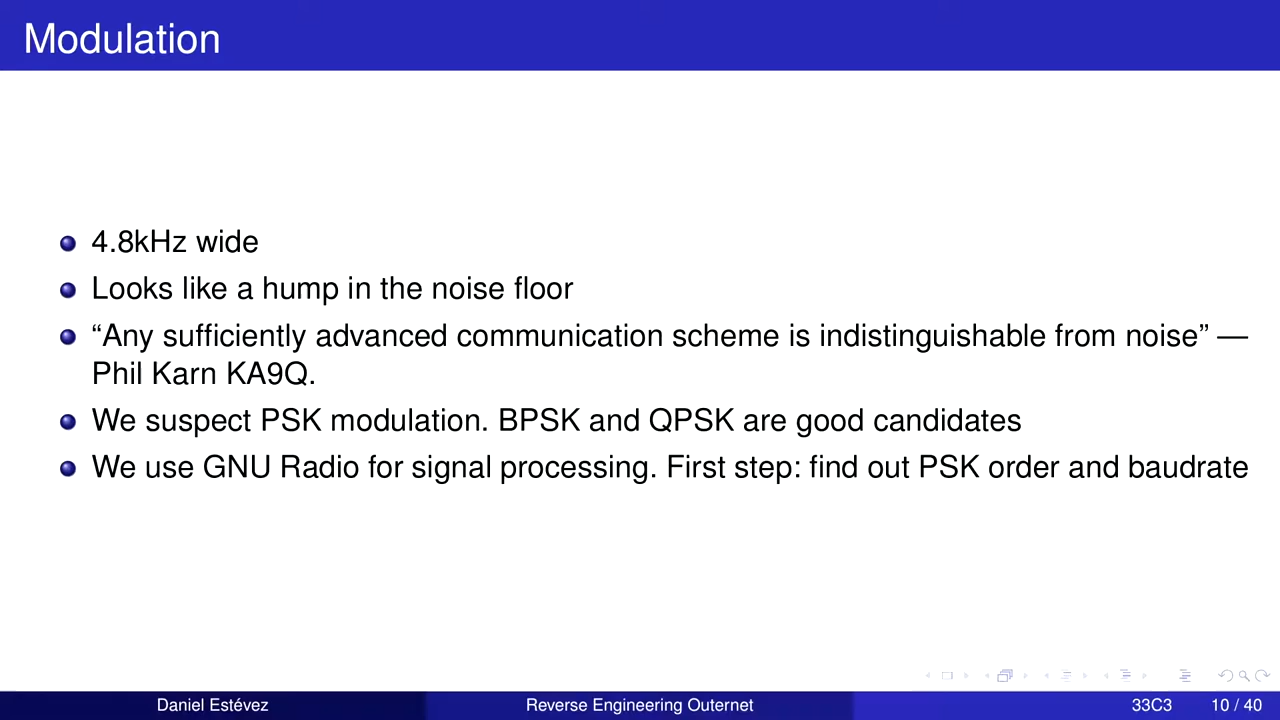 Modulation
4.8kHz wide
Looks like a hump in the noise floor
“Any sufficiently advanced communication scheme is indistinguishable from noise” —
Phil Karn KA9Q.
We suspect PSK modulation. BPSK and QPSK are good candidates
We use GNU Radio for signal processing. First step: find out PSK order and baudrate
Daniel Estévez Reverse Engineering Outernet 33C3 10 / 40